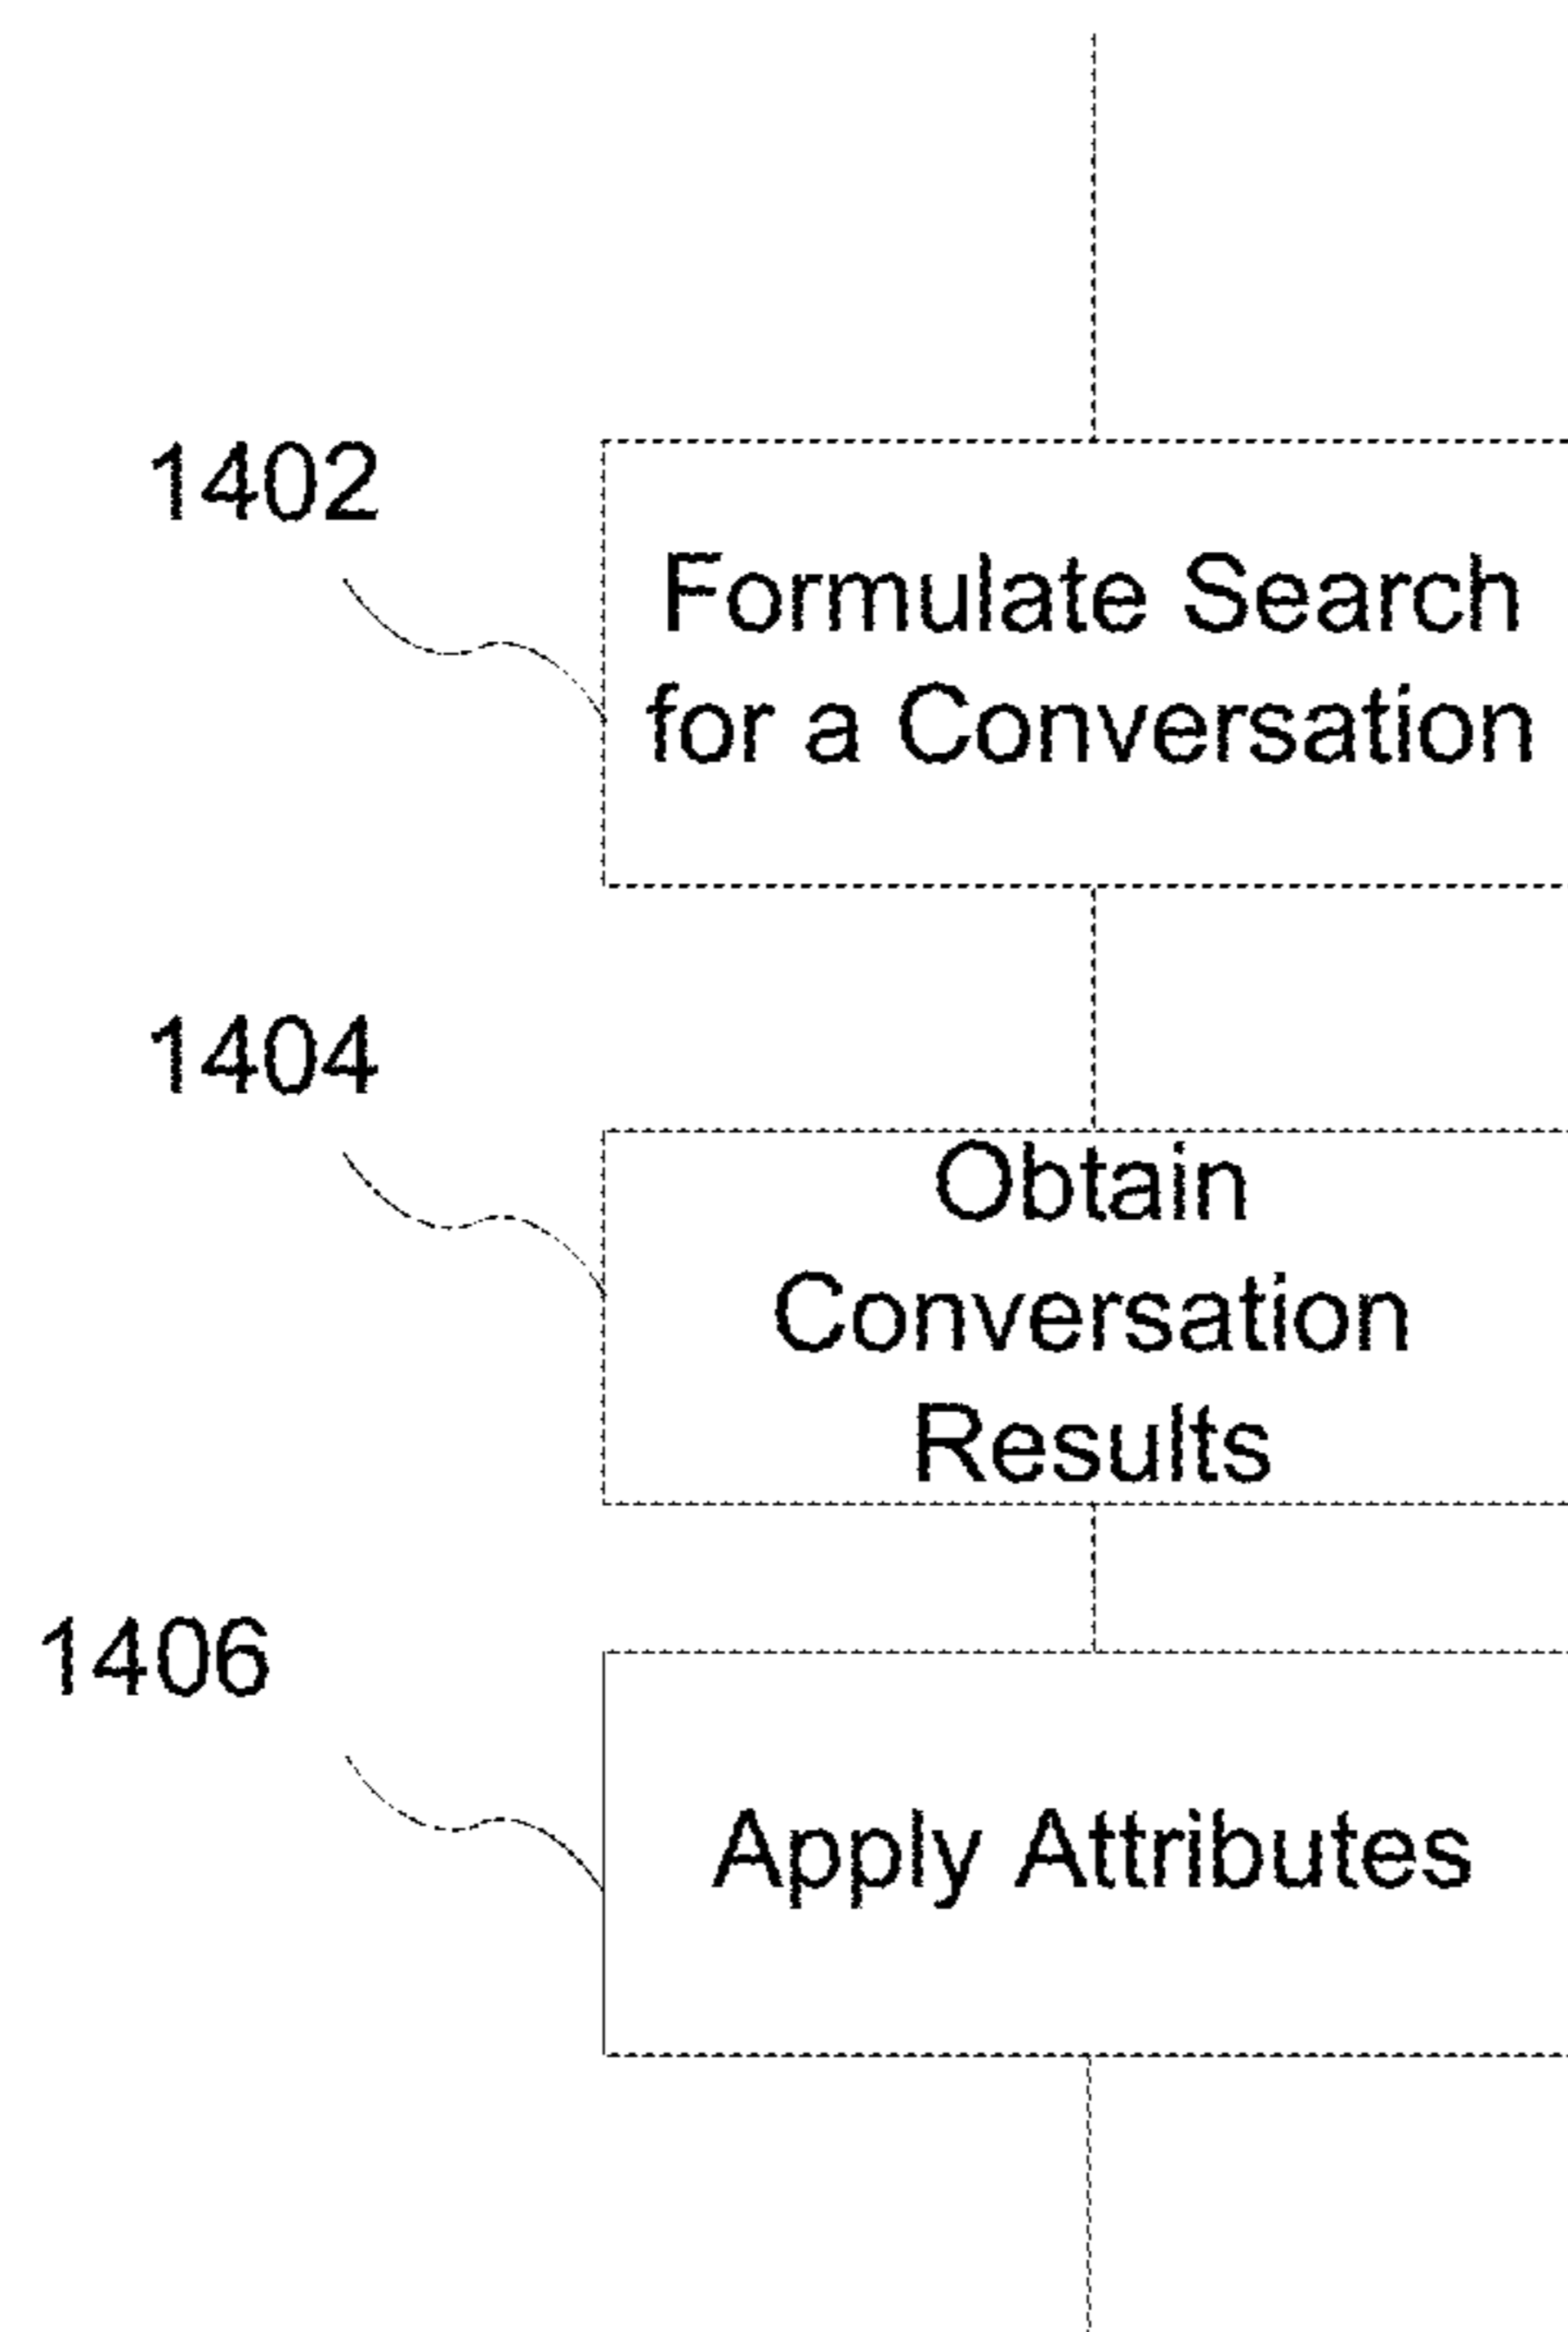 1402
Formulate Search
for a Conversation
1404
Obtain
Conversation
Results
1406
Apply Attributes